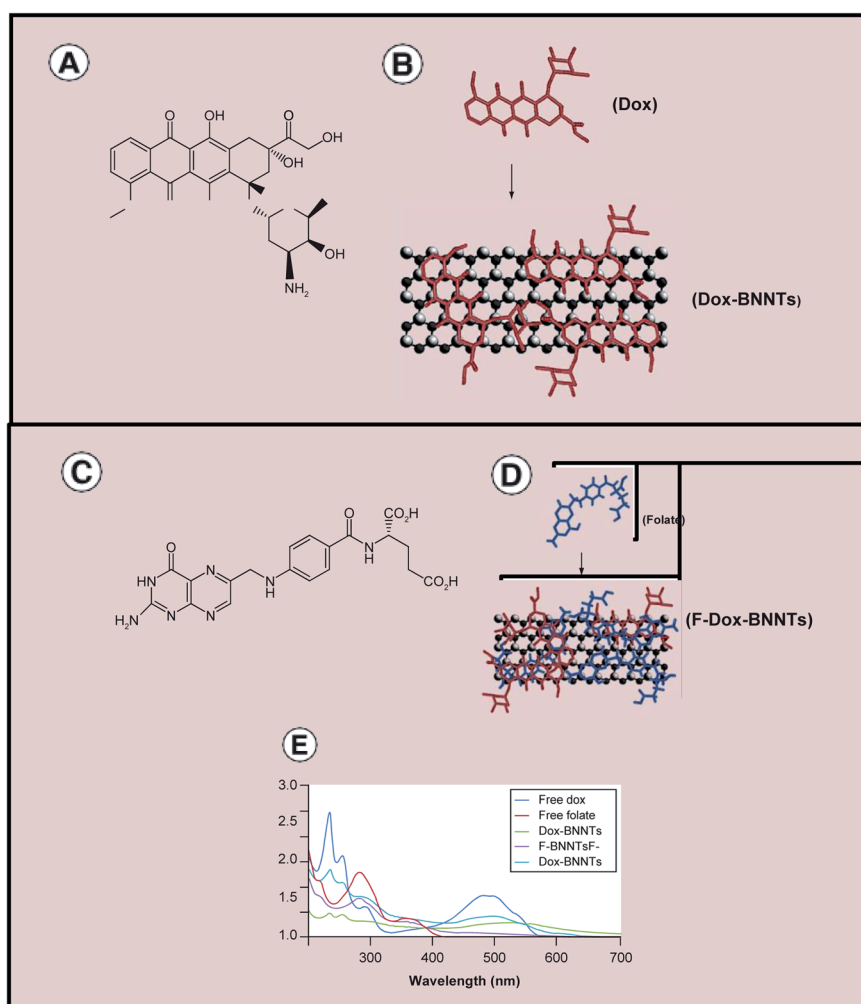 A
B
O
OH
O
OH
OH
O
OH
NH2
(Dox)
(Dox-BNNTs)
C
D
O
HN
N
H2N
N
N
N
H
O
N
H
CO2H
CO2H
(Folate)
(F-Dox-BNNTs)
E
3.0
2.5
2.0
1.5
1.0
Free dox
Free folate
Dox-BNNTs
F-BNNTsF-
Dox-BNNTs
300
400
500
600
700
Wavelength (nm)